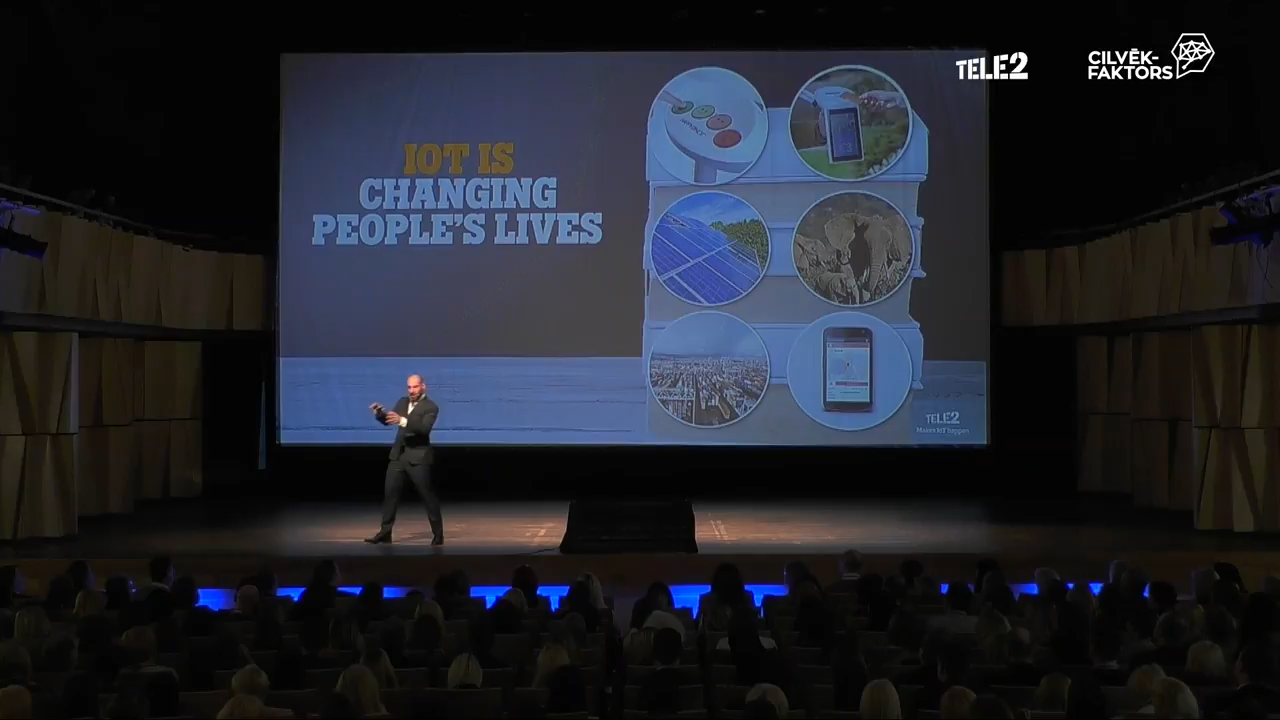 TELE2
CILVĒK-
FAKTORS
IOT IS
CHANGING
PEOPLE'S LIVES
TELE2